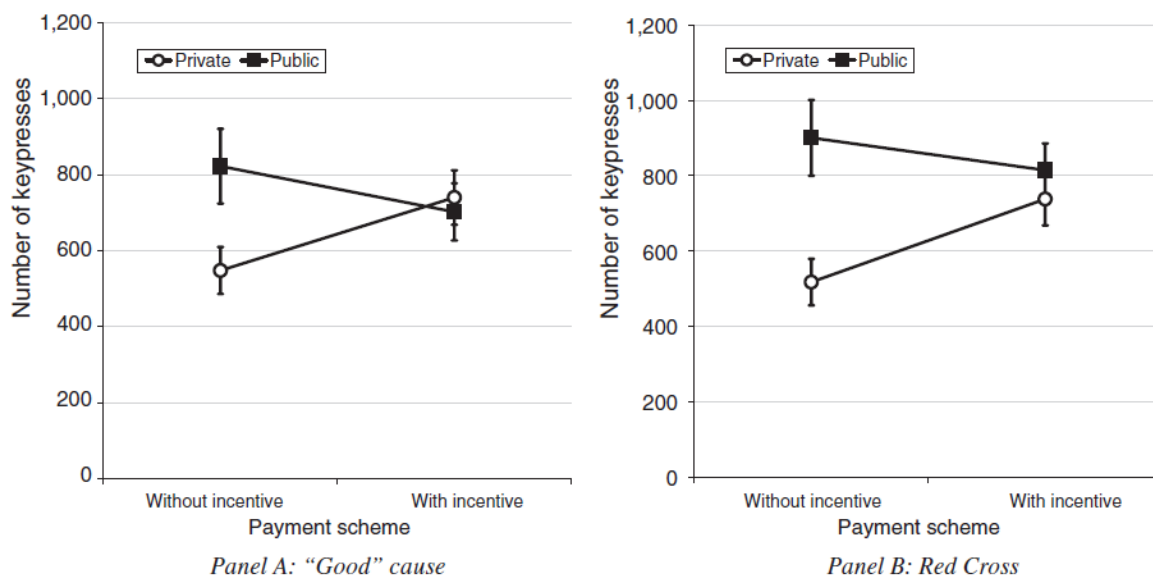 1,200
Private Public
1,000
800
600
400
200
0
Number of keypresses
Without incentive With incentive
Payment scheme
Panel A: “Good” cause
1,200
Private Public
1,000
800
600
400
200
0
Number of keypresses
Without incentive With incentive
Payment scheme
Panel B: Red Cross